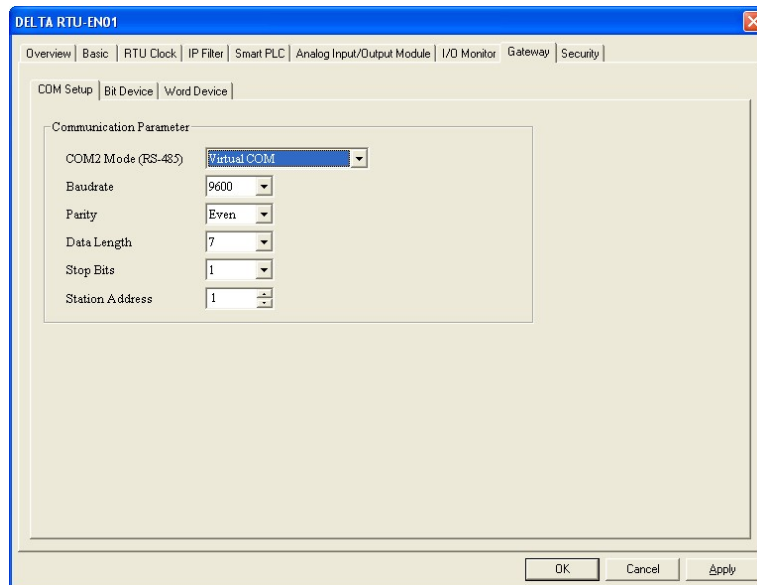 DELTA RTU-EN01
Overview Basic RTU Clock IP Filter Smart PLC Analog Input/Output Module I/O Monitor Gateway Security
COM Setup Bit Device Word Device
Communication Parameter
COM2 Mode (RS-485) Virtual COM
Baudrate 9600
Parity Even
Data Length 7
Stop Bits 1
Station Address 1
OK Cancel Apply